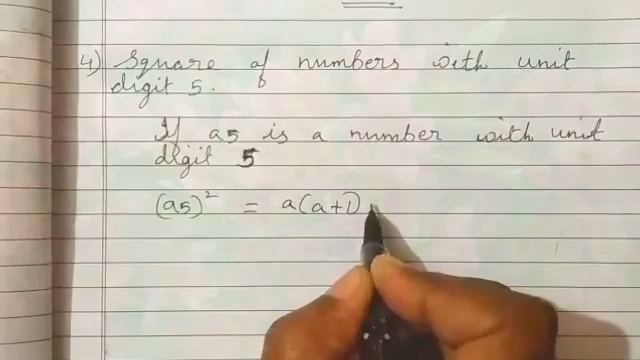 4) Square of numbers with unit
digit 5.
If a5 is a number with unit
digit 5
(a5)² = a(a+1)